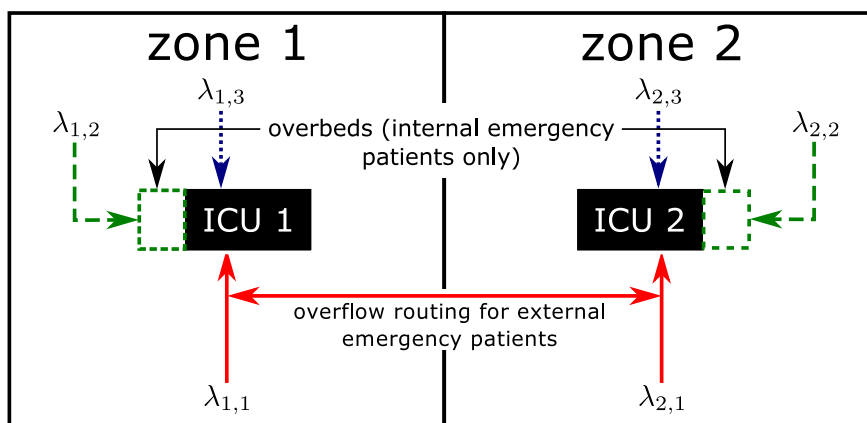 zone 1
zone 2
λ1,3
λ2,3
λ1,2
overbeds (internal emergency
patients only)
λ2,2
ICU 1
ICU 2
overflow routing for external
emergency patients
λ1,1
λ2,1